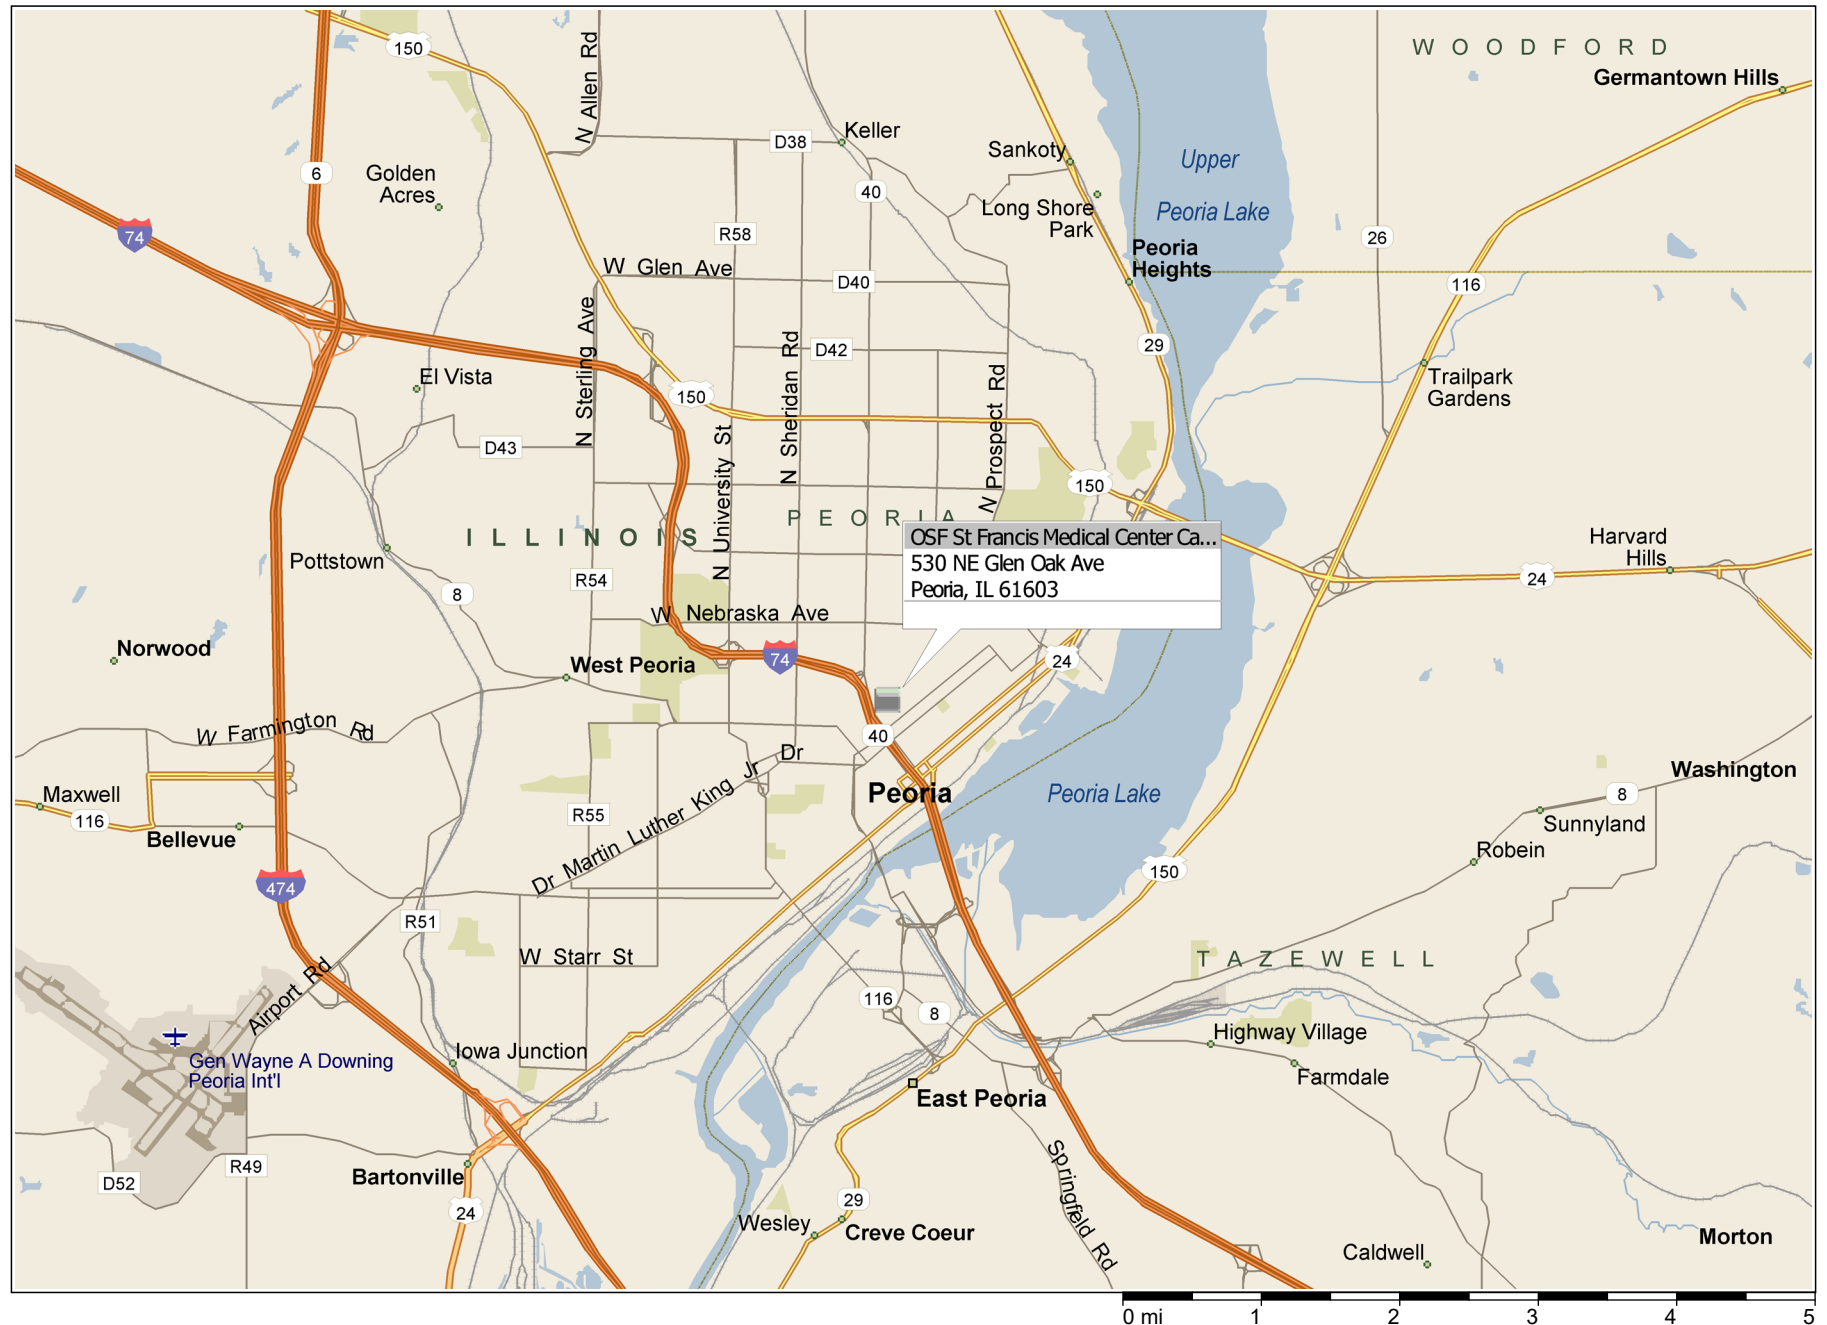 150
N Allen Rd
W O O D F O R D
Germantown Hills
Keller
D38
Sankoty
6
Golden
Acres
40
Upper
Peoria Lake
Long Shore
Park
74
R58
26
Peoria
Heights
W Glen Ave
D40
116
N Sterling Ave
N Sheridan Rd
D42
29
El Vista
150
N Prospect Rd
Trailpark
Gardens
D43
N University St
150
P E O R I A
I L L I N O I S
OSF St Francis Medical Center Ca...
530 NE Glen Oak Ave
Peoria, IL 61603
Harvard
Hills
Pottstown
R54
24
8
W Nebraska Ave
Norwood
West Peoria
74
24
W Farmington Rd
40
Dr Martin Luther King Jr Dr
Peoria
Peoria Lake
Washington
Maxwell
8
116
R55
Sunnyland
Bellevue
Robein
474
150
R51
W Starr St
T A Z E W E L L
Airport Rd
116
8
Highway Village
Gen Wayne A Downing
Peoria Int'l
Iowa Junction
Farmdale
East Peoria
Springfield Rd
R49
D52
Bartonville
24
29
Wesley
Creve Coeur
Morton
Caldwell
0 mi 1 2 3 4 5